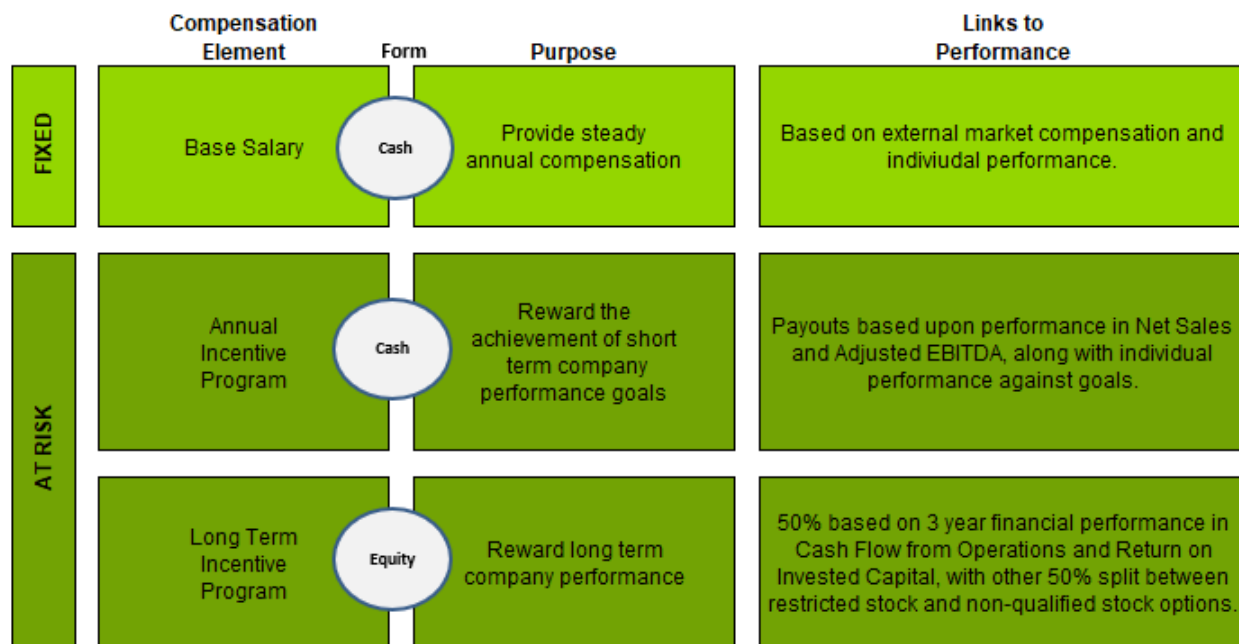 Compensation
Element
Form
Purpose
Links to
Performance
FIXED
Base Salary
Cash
Provide steady
annual compensation
Based on external market compensation and
indiviudal performance.
AT RISK
Annual
Incentive
Program
Cash
Reward the
achievement of short
term company
performance goals
Payouts based upon performance in Net Sales
and Adjusted EBITDA, along with individual
performance against goals.
Long Term
Incentive
Program
Equity
Reward long term
company performance
50% based on 3 year financial performance in
Cash Flow from Operations and Return on
Invested Capital, with other 50% split between
restricted stock and non-qualified stock options.